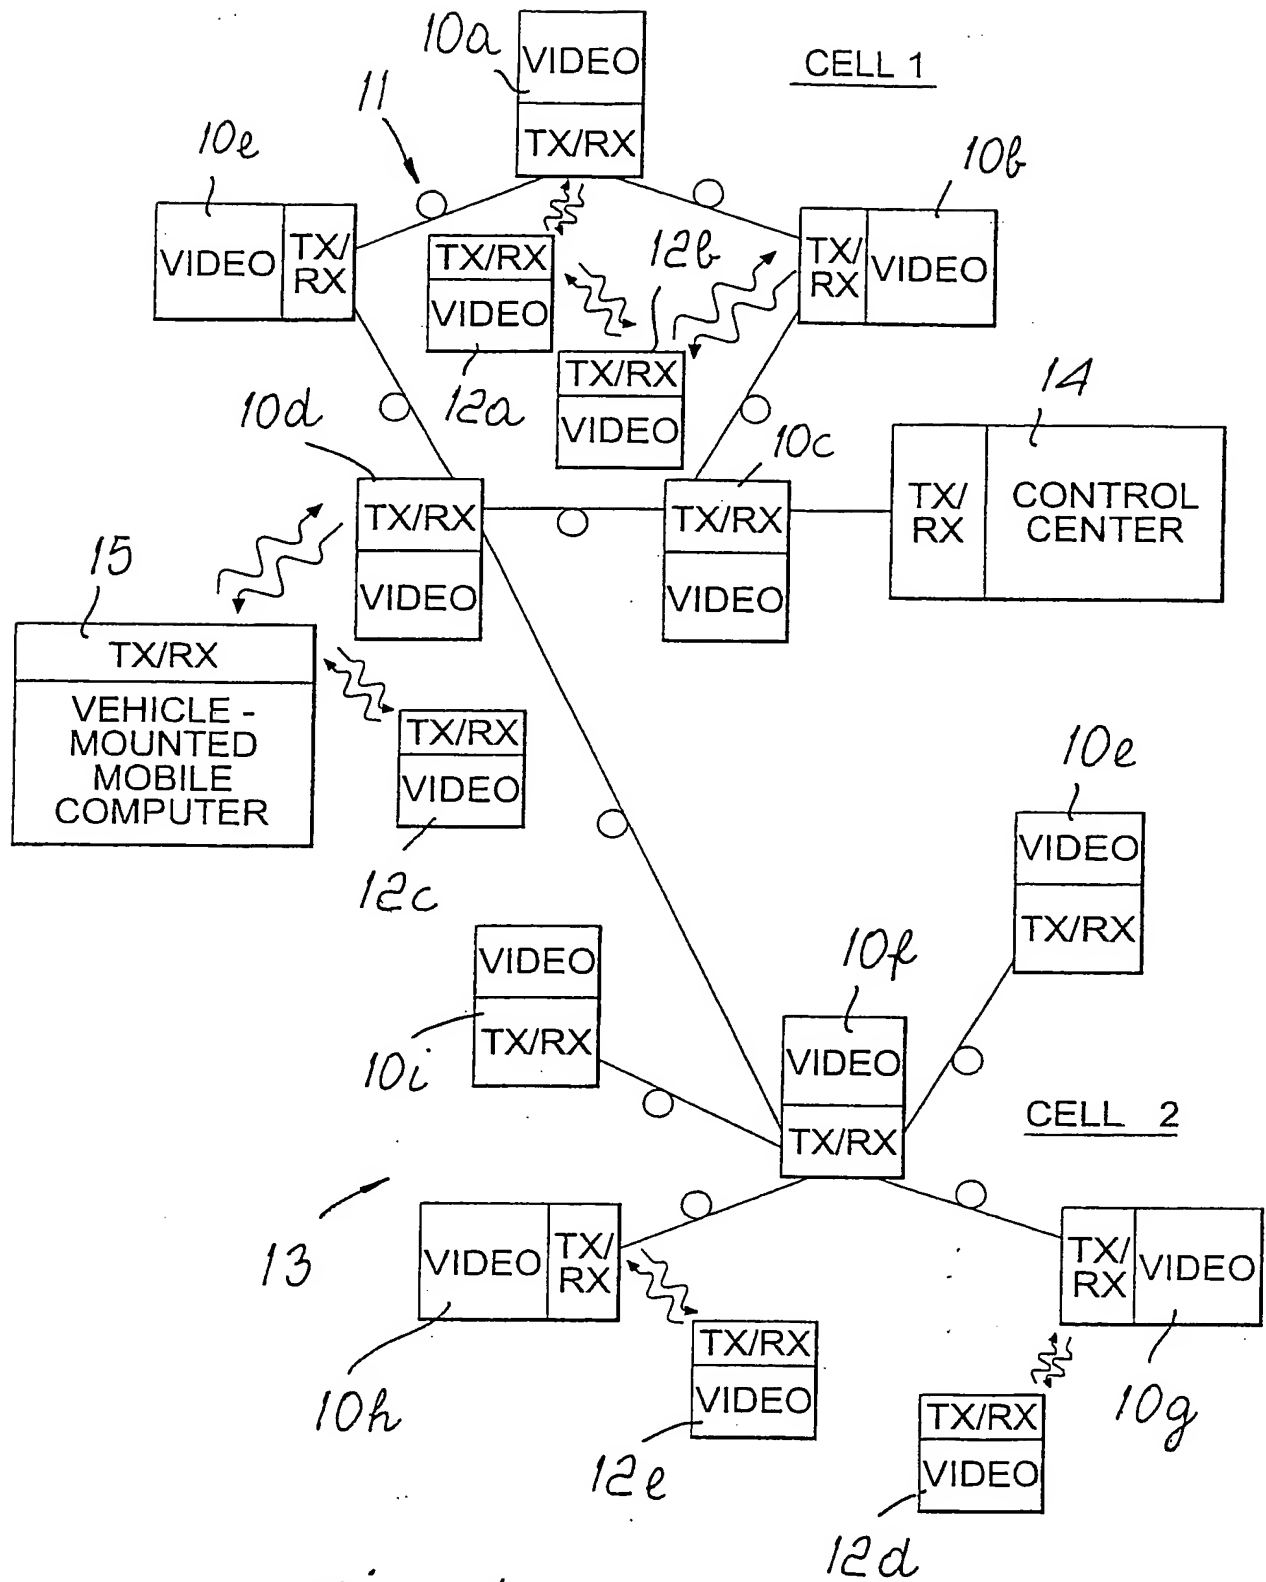 10a
VIDEO
TX/RX
CELL 1
11
10e
VIDEO
TX/
RX
10b
TX/
RX
VIDEO
TX/RX
VIDEO
12a
12b
TX/RX
VIDEO
10d
TX/RX
VIDEO
10c
TX/RX
VIDEO
14
TX/
RX
CONTROL
CENTER
15
TX/RX
VEHICLE -
MOUNTED
MOBILE
COMPUTER
TX/RX
VIDEO
12c
10e
VIDEO
TX/RX
VIDEO
TX/RX
10i
10f
VIDEO
TX/RX
CELL 2
13
VIDEO
TX/
RX
10h
TX/
RX
VIDEO
10g
TX/RX
VIDEO
12e
TX/RX
VIDEO
12d